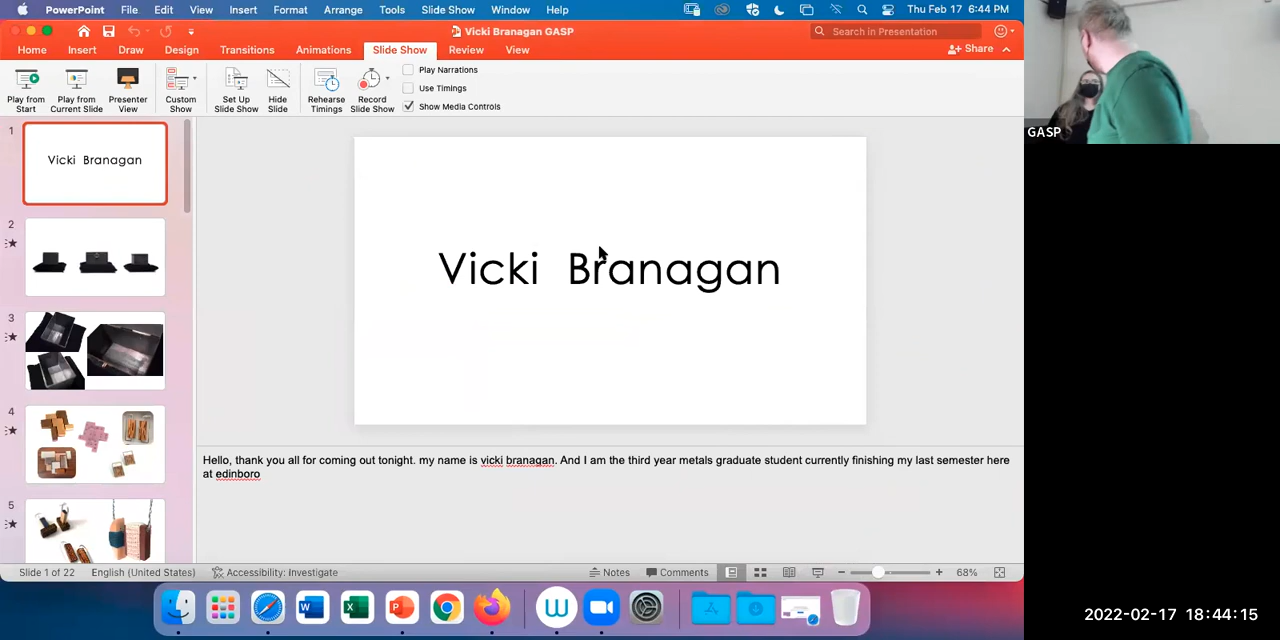 PowerPoint File Edit View Insert Format Arrange Tools Slide Show Window Help Thu Feb 17 6:44 PM
Vicki Branagan GASP
Search in Presentation
Home Insert Draw Design Transitions Animations Slide Show Review View Share
Play from Start
Play from Current Slide
Presenter View
Custom Show
Set Up Slide Show
Hide Slide
Rehearse Timings
Record Slide Show
Play Narrations
Use Timings
Show Media Controls
GASP
1
Vicki Branagan
2
3
4
5
Vicki Branagan
Hello, thank you all for coming out tonight. my name is vicki branagan. And I am the third year metals graduate student currently finishing my last semester here
at edinboro
Slide 1 of 22 English (United States) Accessibility: Investigate Notes Comments 68%
2022-02-17 18:44:15